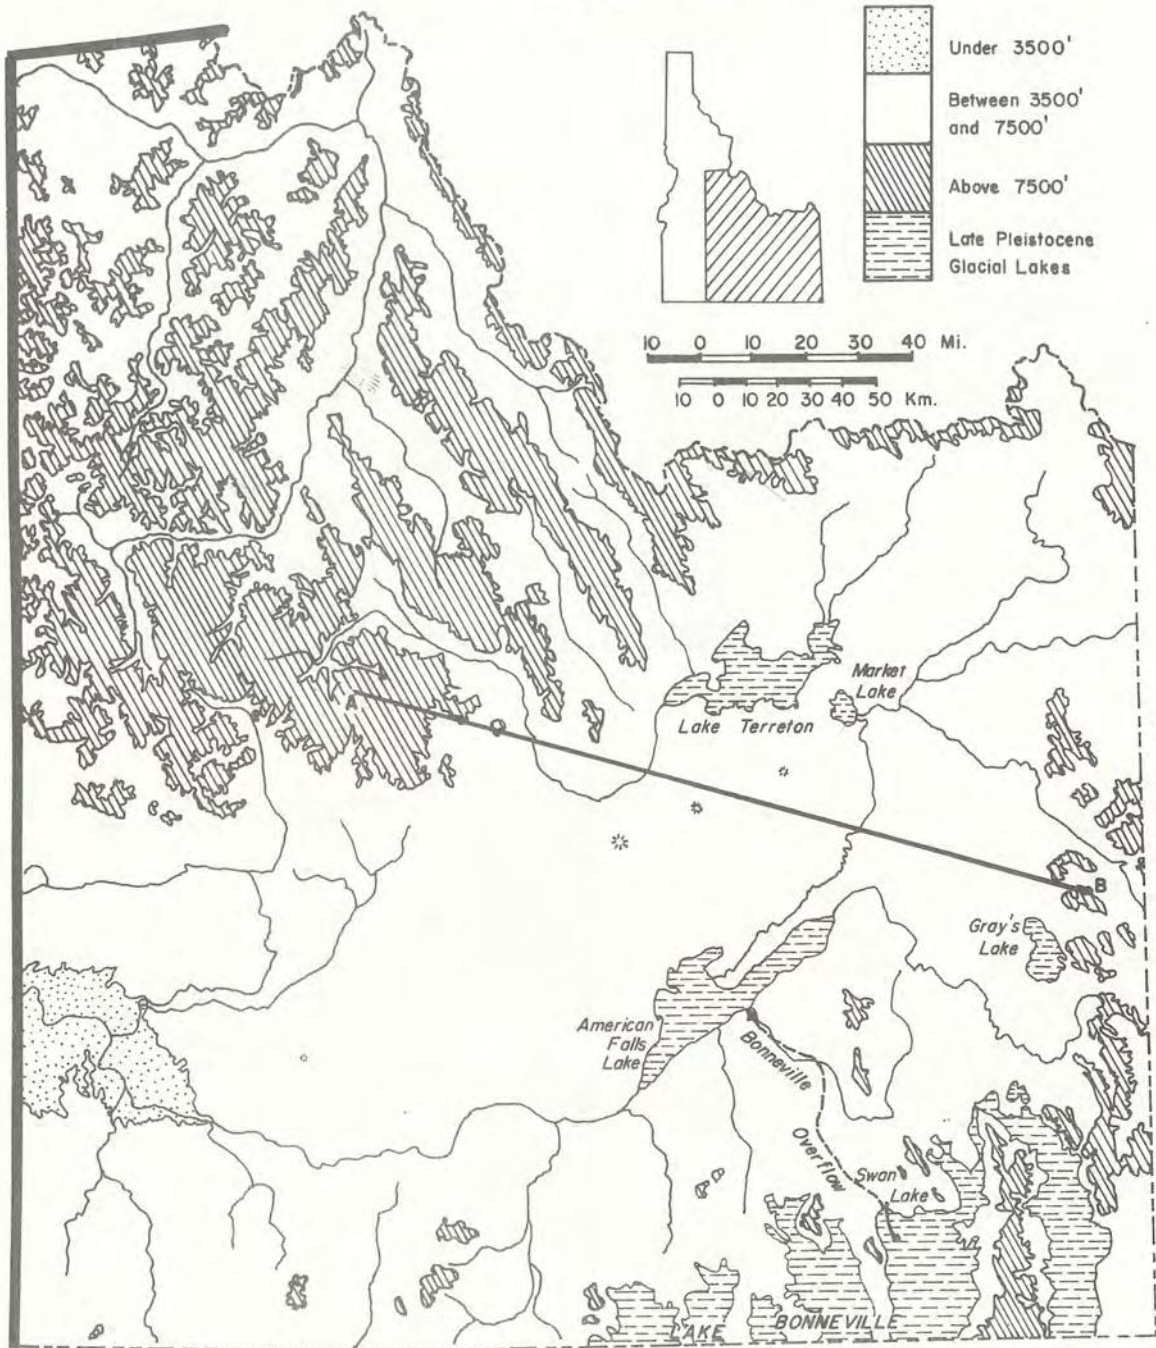 Under 3500'
Between 3500'
and 7500'
Above 7500'
Late Pleistocene
Glacial Lakes
10 0 10 20 30 40 Mi.
10 0 10 20 30 40 50 Km.
Market
Lake
A
Lake Terreton
B
Gray's
Lake
American
Falls
Lake
Bonneville
Overflow
Swan
Lake
LAKE BONNEVILLE